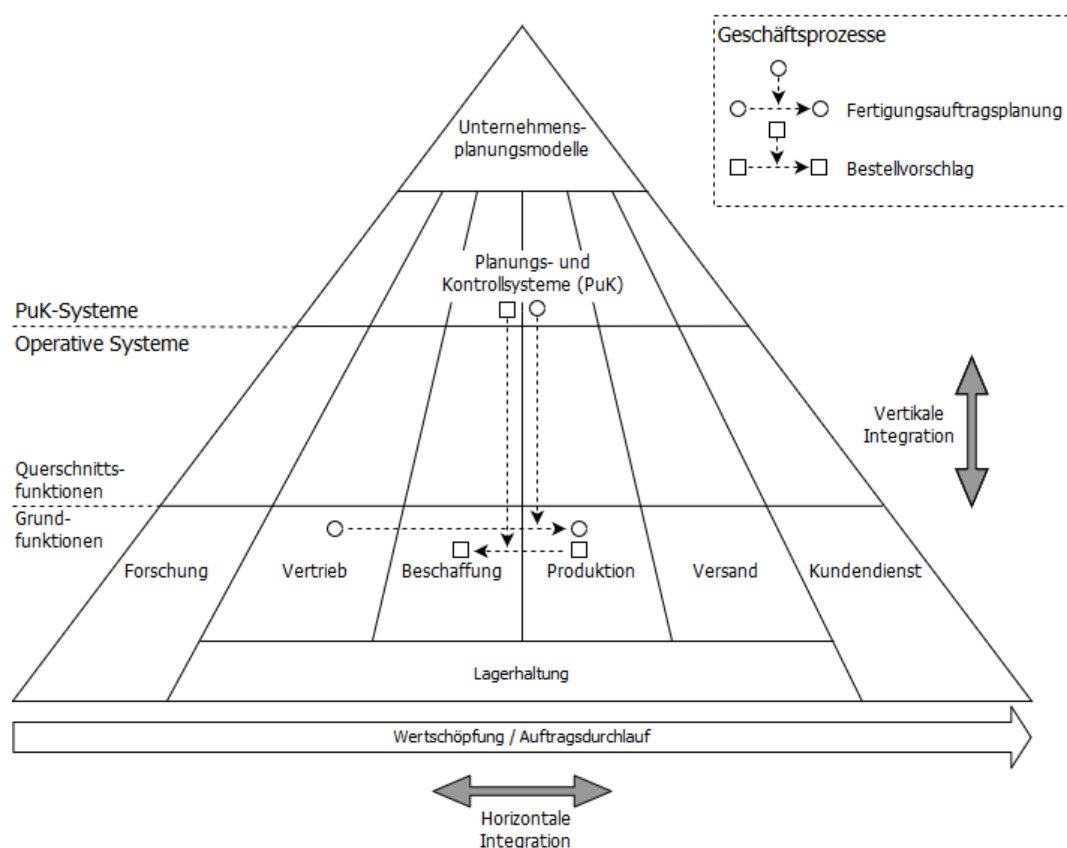 Geschäftsprozesse
Fertigungsauftragsplanung
Bestellvorschlag
Unternehmens-
planungsmodelle
Planungs- und
Kontrollsysteme (PuK)
PuK-Systeme
Operative Systeme
Vertikale
Integration
Querschnitts-
funktionen
Grund-
funktionen
Forschung
Vertrieb
Beschaffung
Produktion
Versand
Kundendienst
Lagerhaltung
Wertschöpfung / Auftragsdurchlauf
Horizontale
Integration